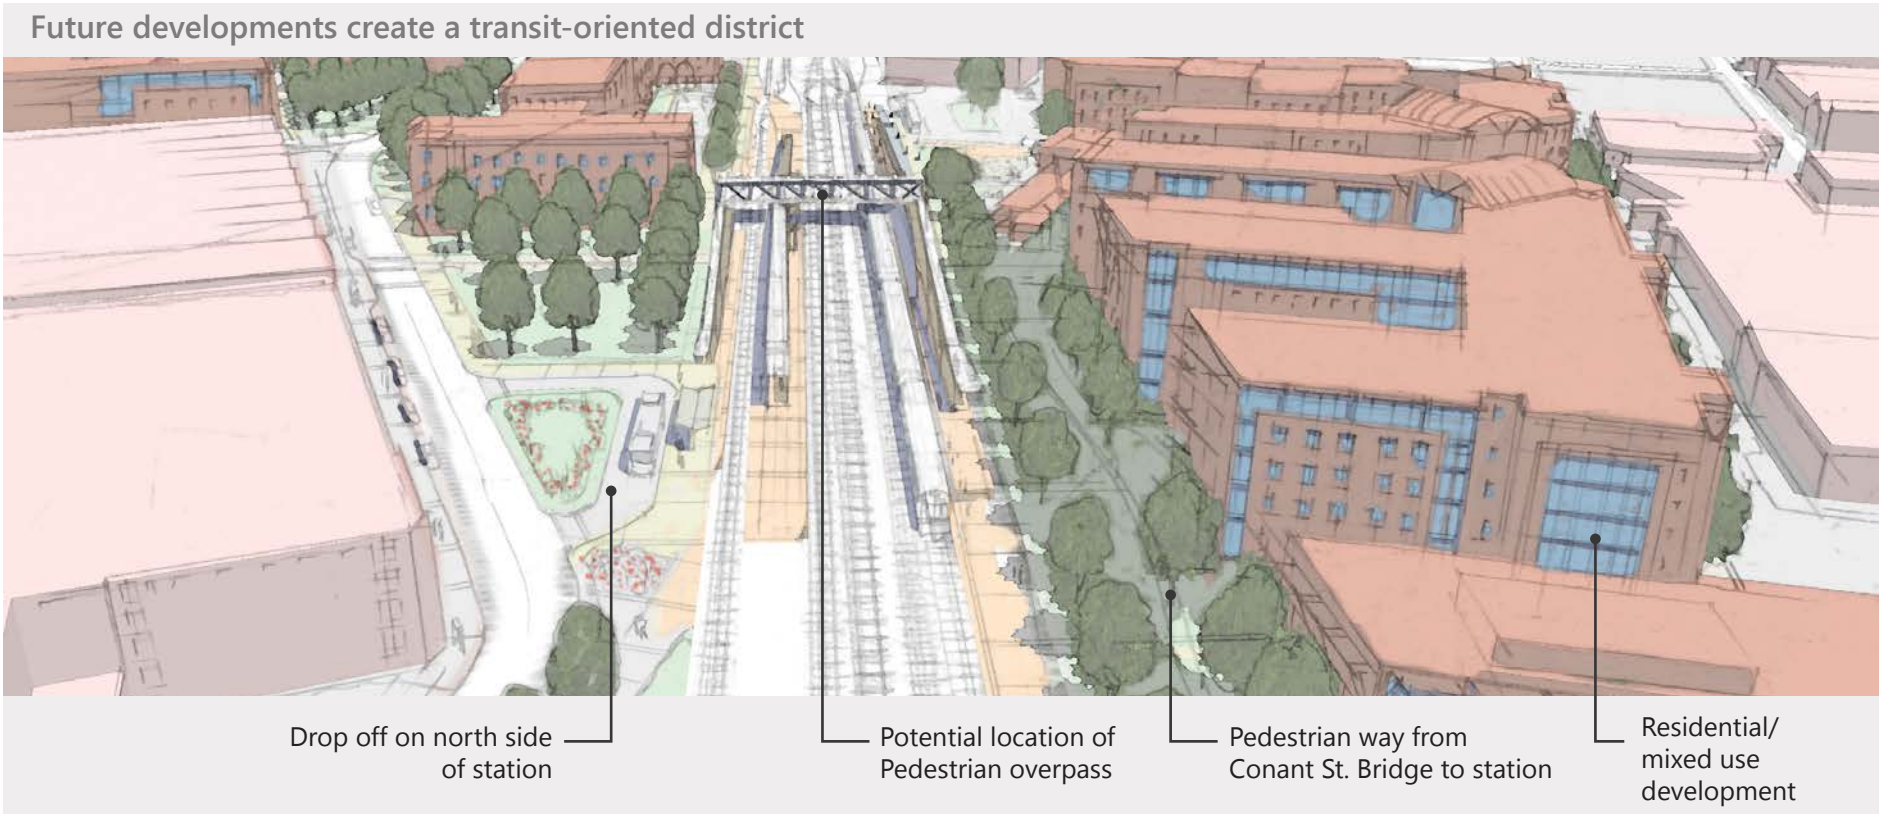 Future developments create a transit-oriented district
Drop off on north side
of station
Potential location of
Pedestrian overpass
Pedestrian way from
Conant St. Bridge to station
Residential/
mixed use
development